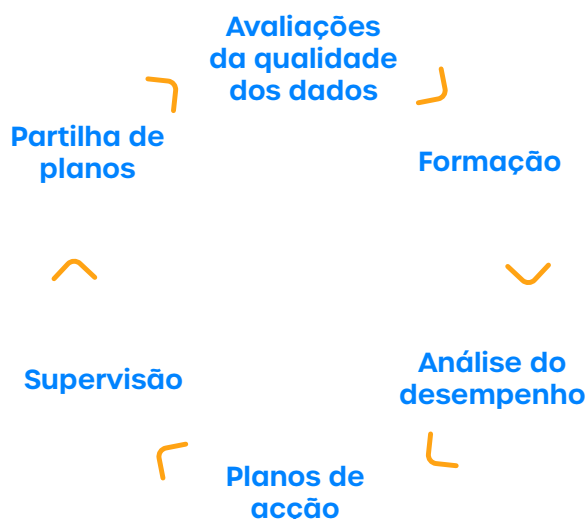 Avaliações
da qualidade
dos dados
Formação
Análise do
desempenho
Planos de
acção
Supervisão
Partilha de
planos